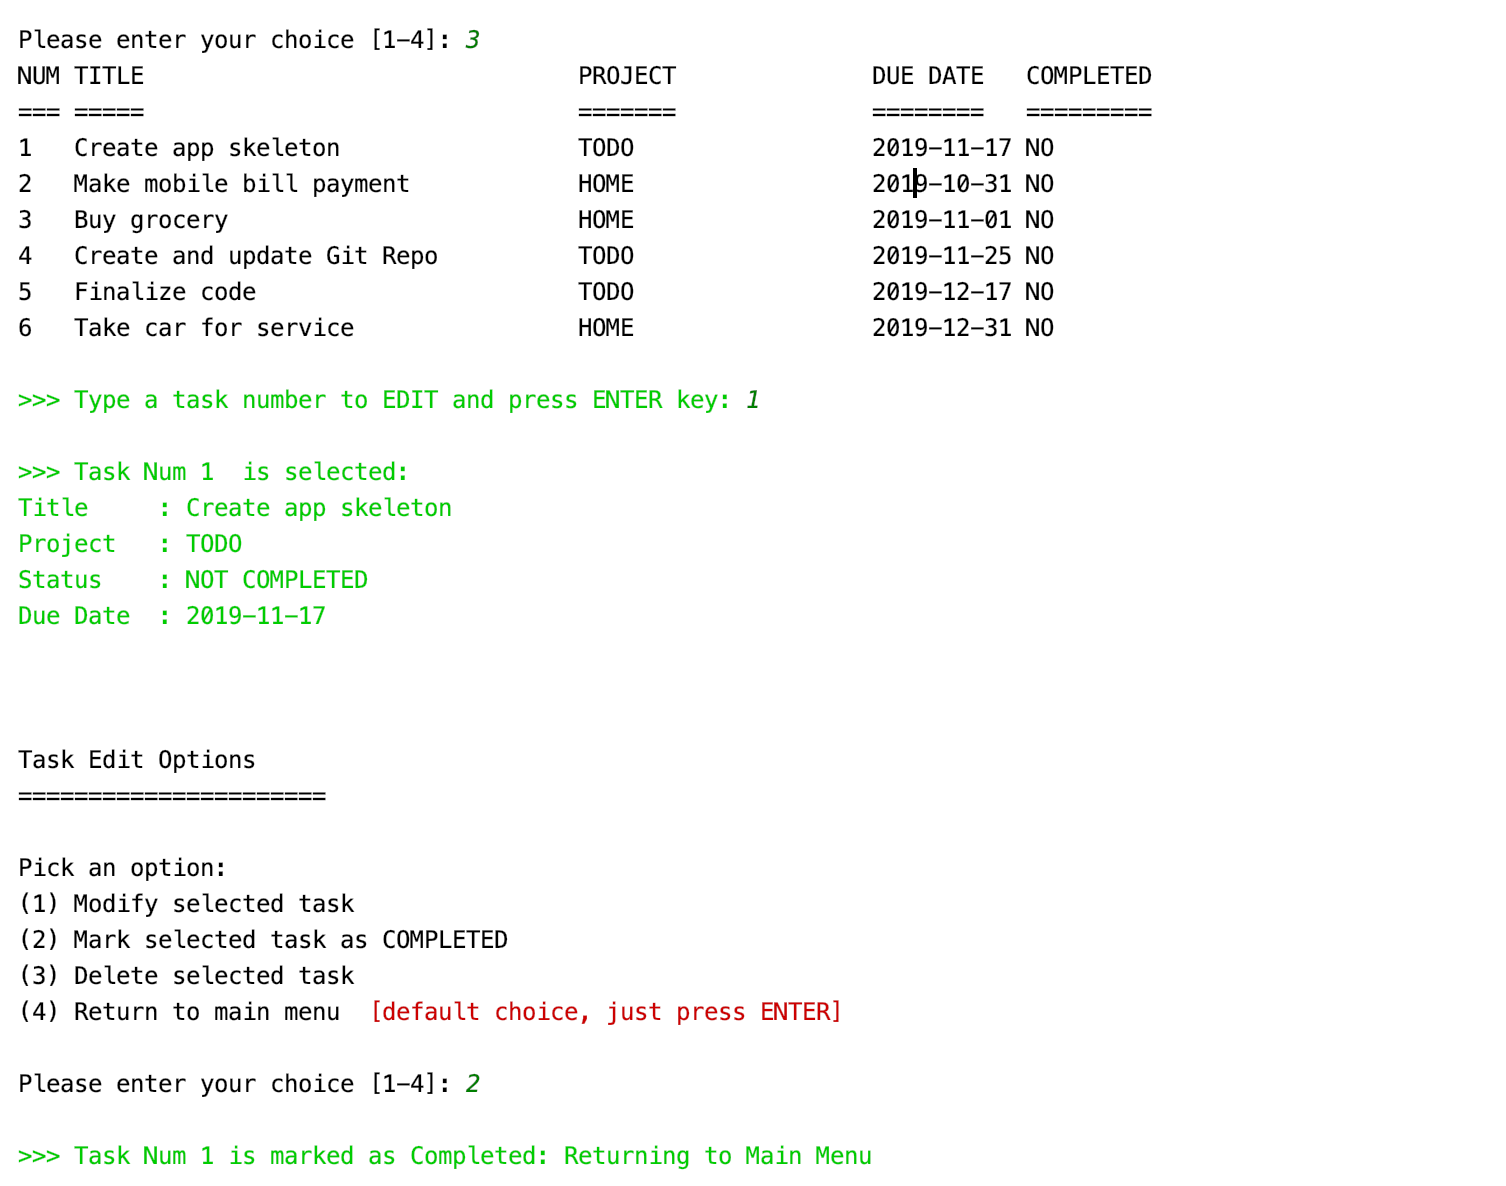 Please enter your choice [1-4]: 3
NUM TITLE                               PROJECT              DUE DATE   COMPLETED
=== =====                               =======              ========   =========
1   Create app skeleton                 TODO                 2019-11-17 NO
2   Make mobile bill payment            HOME                 2019-10-31 NO
3   Buy grocery                         HOME                 2019-11-01 NO
4   Create and update Git Repo          TODO                 2019-11-25 NO
5   Finalize code                       TODO                 2019-12-17 NO
6   Take car for service                HOME                 2019-12-31 NO
>>> Type a task number to EDIT and press ENTER key: 1
>>> Task Num 1  is selected:
Title     : Create app skeleton
Project   : TODO
Status    : NOT COMPLETED
Due Date  : 2019-11-17
Task Edit Options
======================
Pick an option:
(1) Modify selected task
(2) Mark selected task as COMPLETED
(3) Delete selected task
(4) Return to main menu  [default choice, just press ENTER]
Please enter your choice [1-4]: 2
>>> Task Num 1 is marked as Completed: Returning to Main Menu